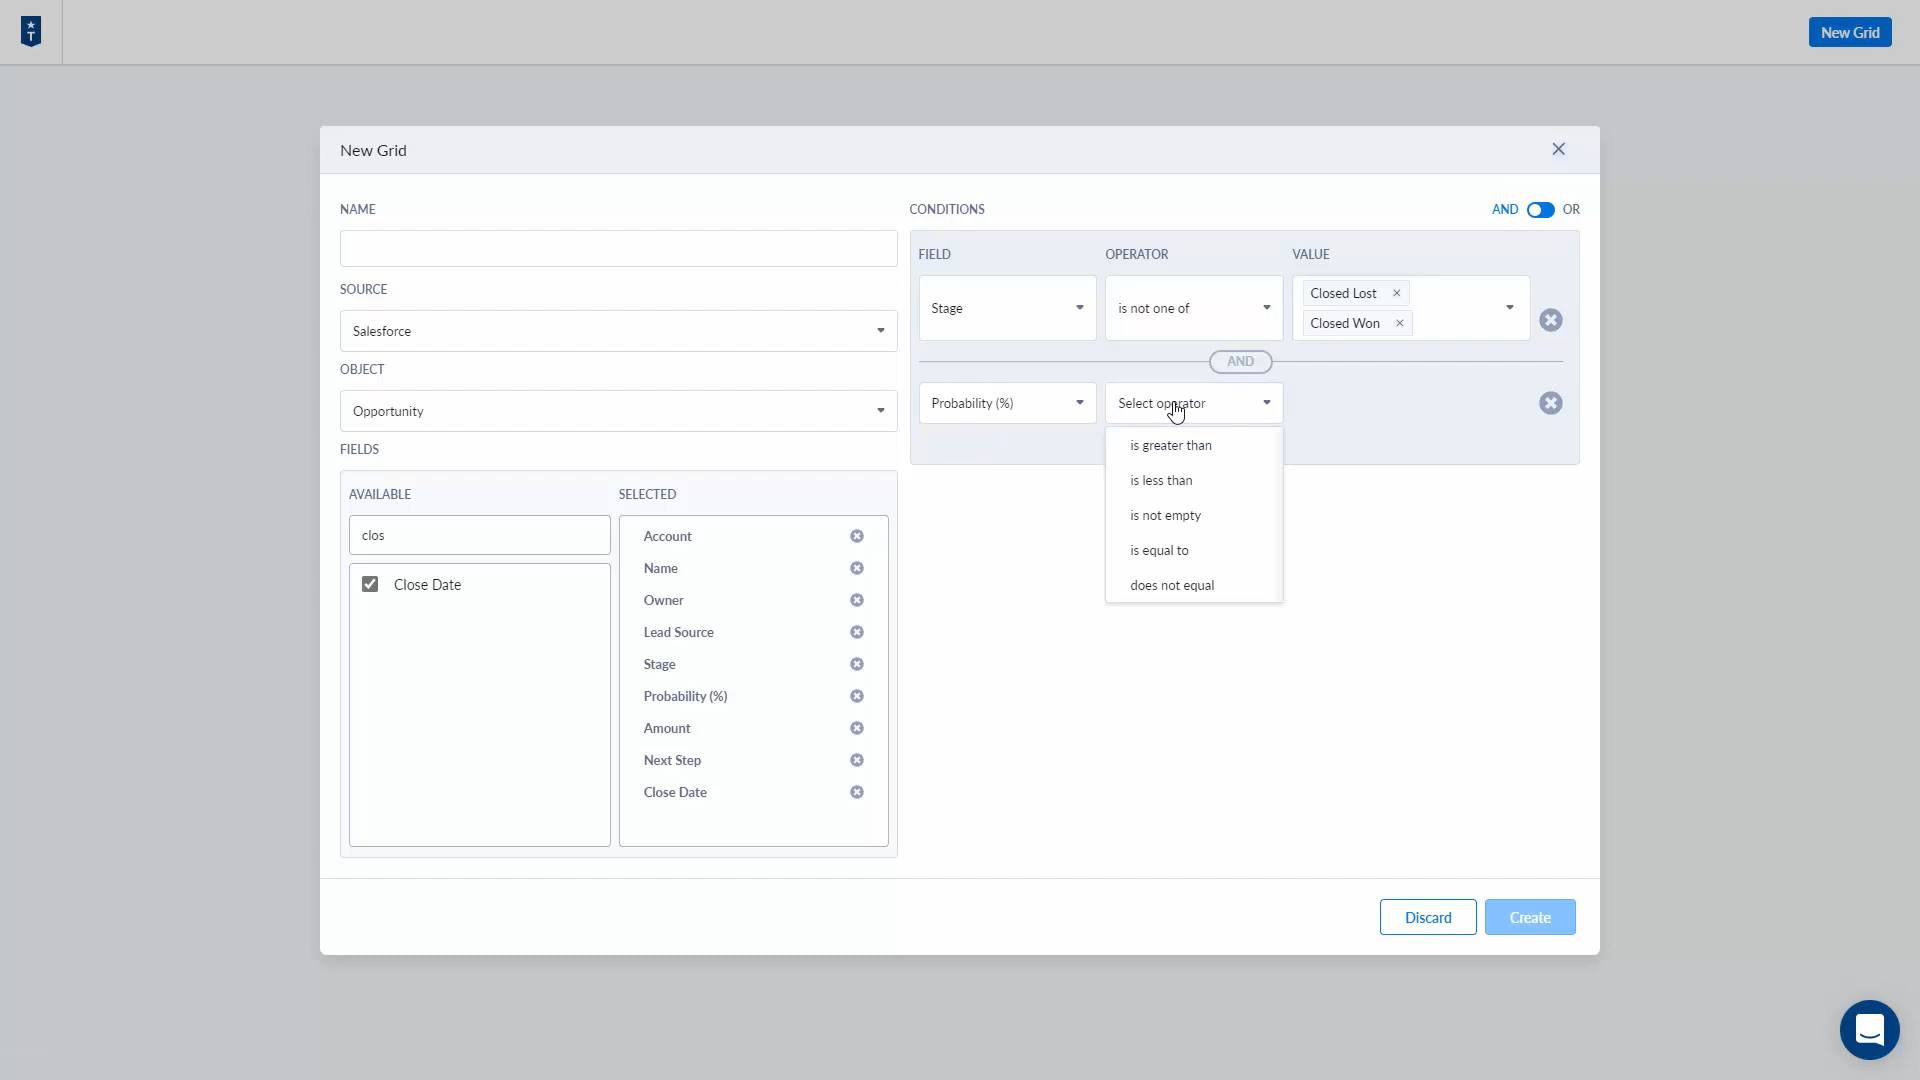 T
New Grid
New Grid
NAME
SOURCE
Salesforce
OBJECT
Opportunity
FIELDS
AVAILABLE
SELECTED
clos
Close Date
Account
Name
Owner
Lead Source
Stage
Probability (%)
Amount
Next Step
Close Date
CONDITIONS
AND OR
FIELD OPERATOR VALUE
Stage
is not one of
Closed Lost ×
Closed Won ×
AND
Probability (%)
Select operator
is greater than
is less than
is not empty
is equal to
does not equal
Discard
Create